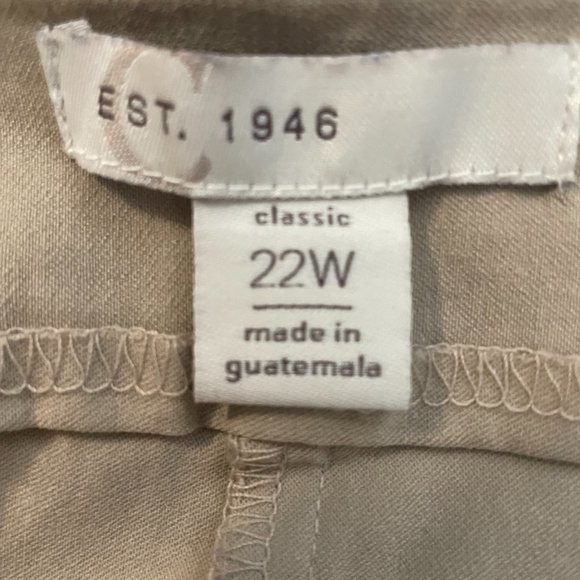 C
EST. 1946
classic
22W
made in
guatemala